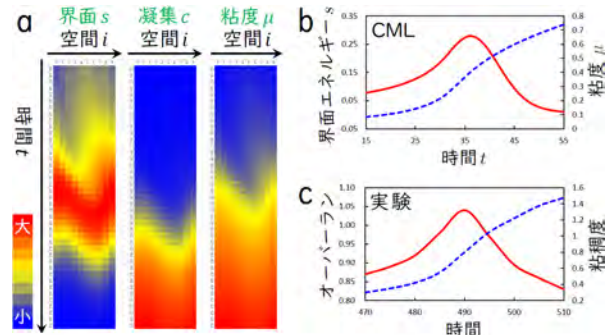 a
界面 s
凝集 c
粘度 μ
空間 i
空間 i
空間 i
時間 t
大
小
b
CML
界面エネルギー s
0.35
0.25
0.15
0.05
-0.05
0.8
0.7
0.6
0.5
0.4
0.3
0.2
0.1
0
粘度 μ
15
25
35
45
55
時間 t
c
実験
オーバーラン
1.10
1.05
1.00
0.95
0.90
0.85
0.80
1.6
1.4
1.2
1
0.8
0.6
0.4
0.2
粘稠度
470
480
490
500
510
時間